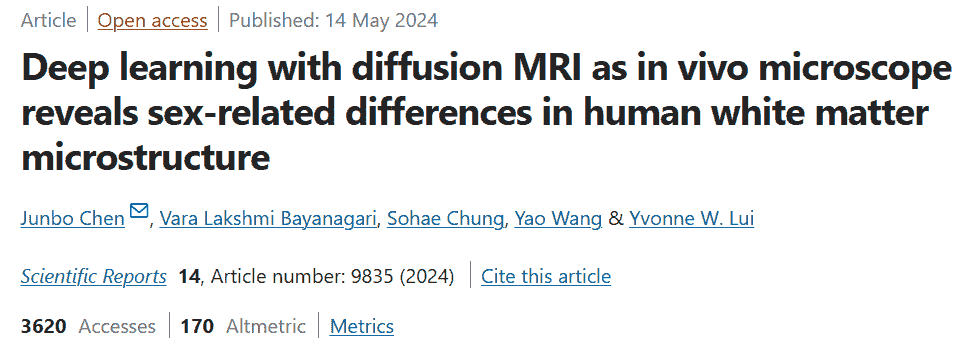 Article | Open access | Published: 14 May 2024
Deep learning with diffusion MRI as in vivo microscope
reveals sex-related differences in human white matter
microstructure
Junbo Chen, Vara Lakshmi Bayanagari, Sohae Chung, Yao Wang & Yvonne W. Lui
Scientific Reports 14, Article number: 9835 (2024) | Cite this article
3620 Accesses | 170 Altmetric | Metrics